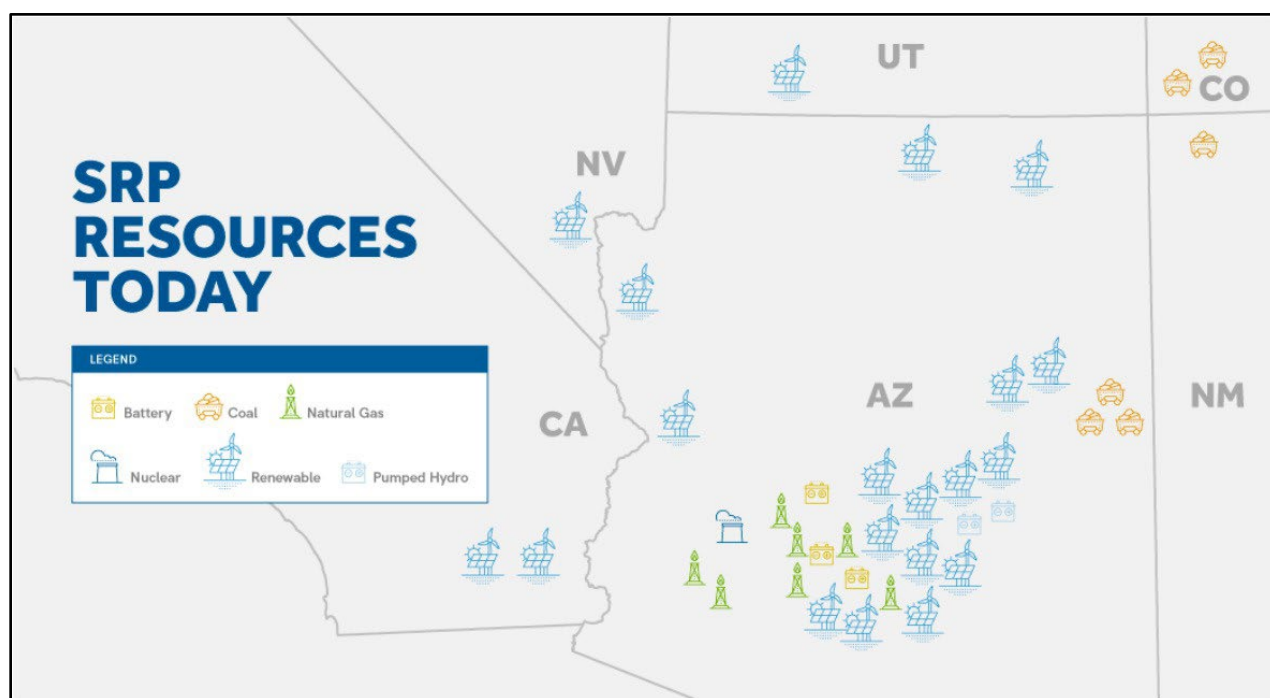 UT
CO
SRP
RESOURCES
TODAY
NV
LEGEND
Battery
Coal
Natural Gas
Nuclear
Renewable
Pumped Hydro
CA
AZ
NM